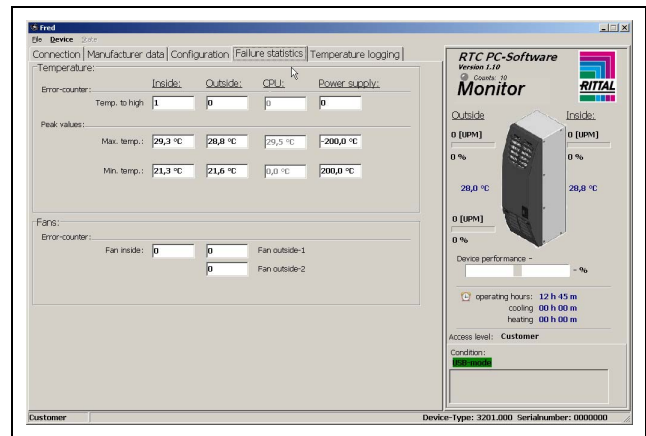 Fred
File Device State
Connection Manufacturer data Configuration Failure statistics Temperature logging
Temperature:
Inside: Outside: CPU: Power supply:
Error-counter:
Temp. to high 1 0 0 0
Peak values:
Max. temp.: 29,3 °C 28,8 °C 29,5 °C -200,0 °C
Min. temp.: 21,3 °C 21,6 °C 0,0 °C 200,0 °C
Fans:
Error-counter:
Fan inside: 0 0 Fan outside-1
0 Fan outside-2
RTC PC-Software
Version 1.10
Counts: 10
Monitor
RITTAL
Outside Inside:
0 [UPM] 0 [UPM]
0 % 0 %
28,0 °C 28,8 °C
0 [UPM]
0 %
Device performance -
- %
operating hours: 12 h 45 m
cooling 00 h 00 m
heating 00 h 00 m
Access level: Customer
Condition:
USB-mode
Customer Device-Type: 3201.000 Serialnumber: 0000000